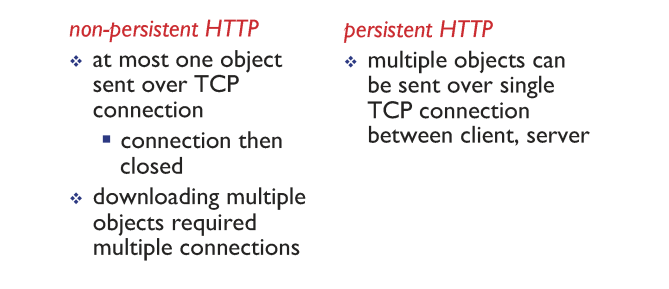 non-persistent HTTP
❖ at most one object
sent over TCP
connection
▪ connection then
closed
❖ downloading multiple
objects required
multiple connections
persistent HTTP
❖ multiple objects can
be sent over single
TCP connection
between client, server